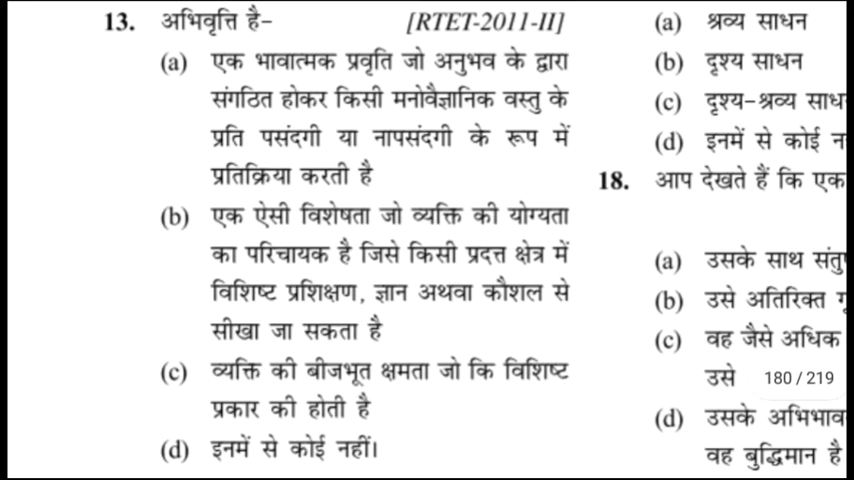 13. अभिवृत्ति है- [RTET-2011-II]
(a) एक भावात्मक प्रवृति जो अनुभव के द्वारा
संगठित होकर किसी मनोवैज्ञानिक वस्तु के
प्रति पसंदगी या नापसंदगी के रूप में
प्रतिक्रिया करती है
(b) एक ऐसी विशेषता जो व्यक्ति की योग्यता
का परिचायक है जिसे किसी प्रदत्त क्षेत्र में
विशिष्ट प्रशिक्षण, ज्ञान अथवा कौशल से
सीखा जा सकता है
(c) व्यक्ति की बीजभूत क्षमता जो कि विशिष्ट
प्रकार की होती है
(d) इनमें से कोई नहीं।
(a) श्रव्य साधन
(b) दृश्य साधन
(c) दृश्य-श्रव्य
(d) इनमें से कोई
18. आप देखते हैं कि एक
(a) उसके साथ
(b) उसे अतिरिक्त
(c) वह जैसे अधिक
उसे 180 / 219
(d) उसके
वह बुद्धिमान है